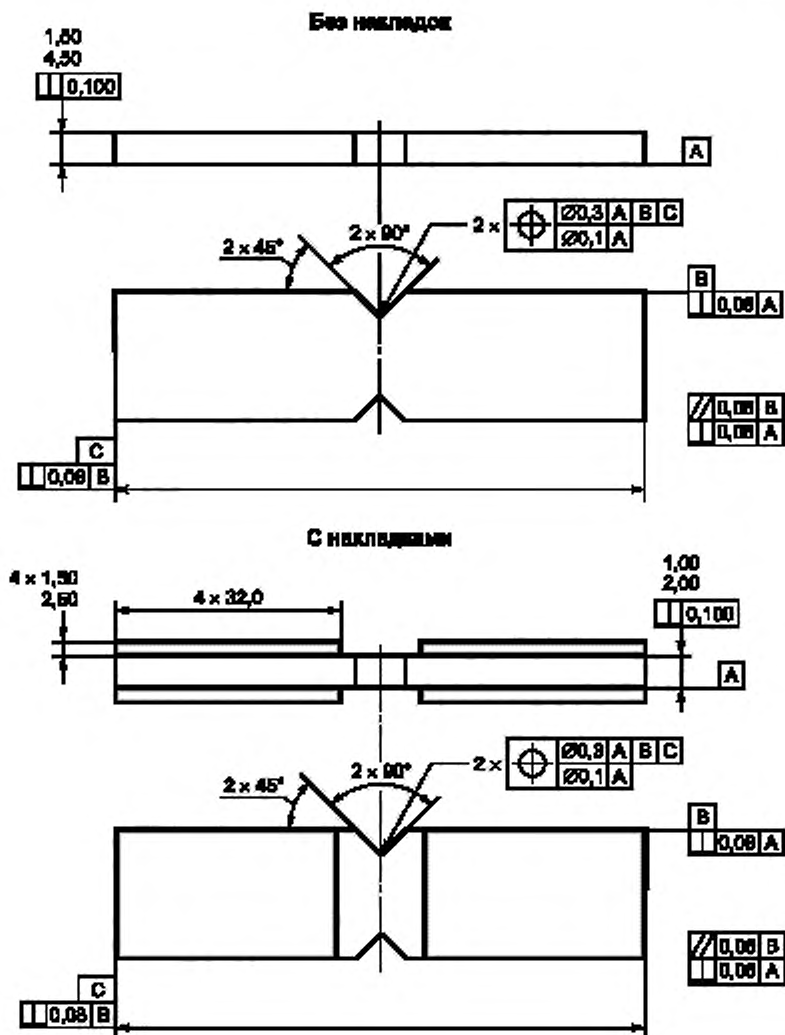 Без накладок
1,50
4,50
0,100
A
2 × 45°
2 × 90°
2 ×
Ø0,3 A B C
Ø0,1 A
B
0,08 A
0,08 B
0,08 A
C
0,08 B
С накладками
4 × 1,50
2,50
4 × 32,0
1,00
2,00
0,100
A
2 × 45°
2 × 90°
2 ×
Ø0,3 A B C
Ø0,1 A
B
0,08 A
0,08 B
0,08 A
C
0,08 B